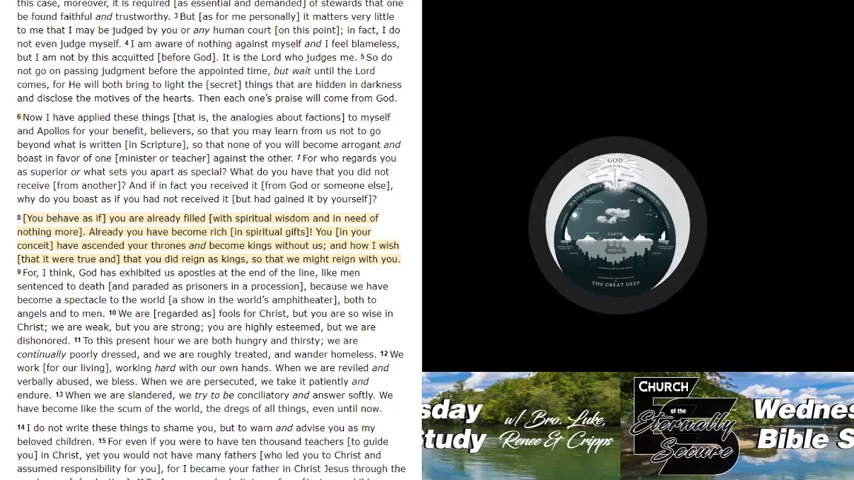 this case, moreover, it is required [as essential and demanded] of stewards that one
be found faithful and trustworthy. 3 But [as for me personally] it matters very little
to me that I may be judged by you or any human court [on this point]; in fact, I do
not even judge myself. 4 I am aware of nothing against myself and I feel blameless,
but I am not by this acquitted [before God]. It is the Lord who judges me. 5 So do
not go on passing judgment before the appointed time, but wait until the Lord
comes, for He will both bring to light the [secret] things that are hidden in darkness
and disclose the motives of the hearts. Then each one's praise will come from God.
6 Now I have applied these things [that is, the analogies about factions] to myself
and Apollos for your benefit, believers, so that you may learn from us not to go
beyond what is written [in Scripture], so that none of you will become arrogant and
boast in favor of one [minister or teacher] against the other. 7 For who regards you
as superior or what sets you apart as special? What do you have that you did not
receive [from another]? And if in fact you received it [from God or someone else],
why do you boast as if you had not received it [but had gained it by yourself]?
8 [You behave as if] you are already filled [with spiritual wisdom and in need of
nothing more]. Already you have become rich [in spiritual gifts]! You [in your
conceit] have ascended your thrones and become kings without us; and how I wish
[that it were true and] that you did reign as kings, so that we might reign with you.
9 For, I think, God has exhibited us apostles at the end of the line, like men
sentenced to death [and paraded as prisoners in a procession], because we have
become a spectacle to the world [a show in the world's amphitheater], both to
angels and to men. 10 We are [regarded as] fools for Christ, but you are so wise in
Christ; we are weak, but you are strong; you are highly esteemed, but we are
dishonored. 11 To this present hour we are both hungry and thirsty; we are
continually poorly dressed, and we are roughly treated, and wander homeless. 12 We
work [for our living], working hard with our own hands. When we are reviled and
verbally abused, we bless. When we are persecuted, we take it patiently and
endure. 13 When we are slandered, we try to be conciliatory and answer softly. We
have become like the scum of the world, the dregs of all things, even until now.
14 I do not write these things to shame you, but to warn and advise you as my
beloved children. 15 For even if you were to have ten thousand teachers [to guide
you] in Christ, yet you would not have many fathers [who led you to Christ and
assumed responsibility for you], for I became your father in Christ Jesus through the
GOD
WATERS ABOVE
FIRMAMENT
EARTH
SHEOL
THE GREAT DEEP
sday
tudy
w/ Bro. Luke,
Renee & Cripps
CHURCH
of the
Eternally
Secure
Wednes
Bible S